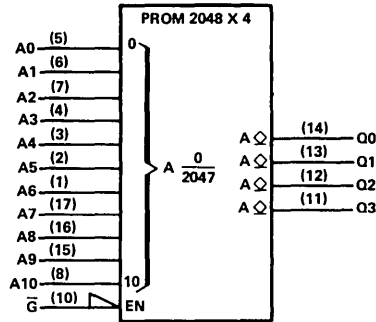 PROM 2048 X 4
A0 (5) 0
A1 (6)
A2 (7)
A3 (4)
A4 (3)
A5 (2)
A6 (1)
A7 (17)
A8 (16)
A9 (15)
A10 (8) 10
G̅ (10) EN
A 0
2047
A (14) Q0
A (13) Q1
A (12) Q2
A (11) Q3